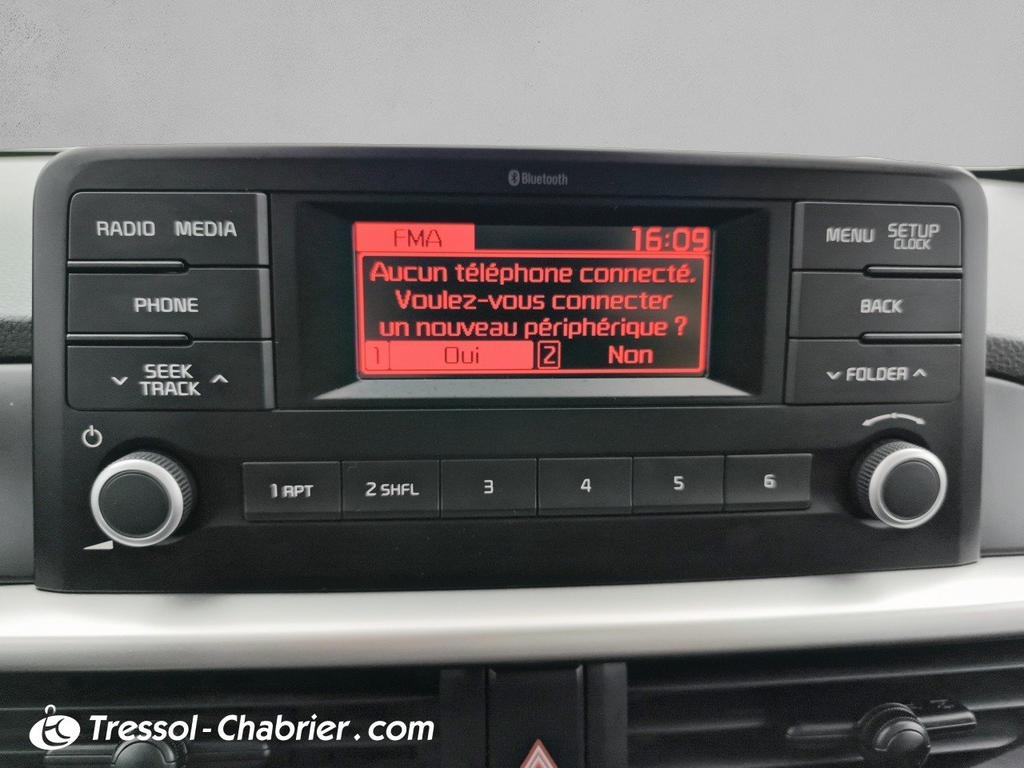 Bluetooth
RADIO MEDIA
FMA 16:09
MENU SETUP
CLOCK
Aucun téléphone connecté.
Voulez-vous connecter
un nouveau périphérique ?
1 Oui 2 Non
PHONE
BACK
SEEK
TRACK
FOLDER
1 RPT 2 SHFL 3 4 5 6
Tressol-Chabrier.com